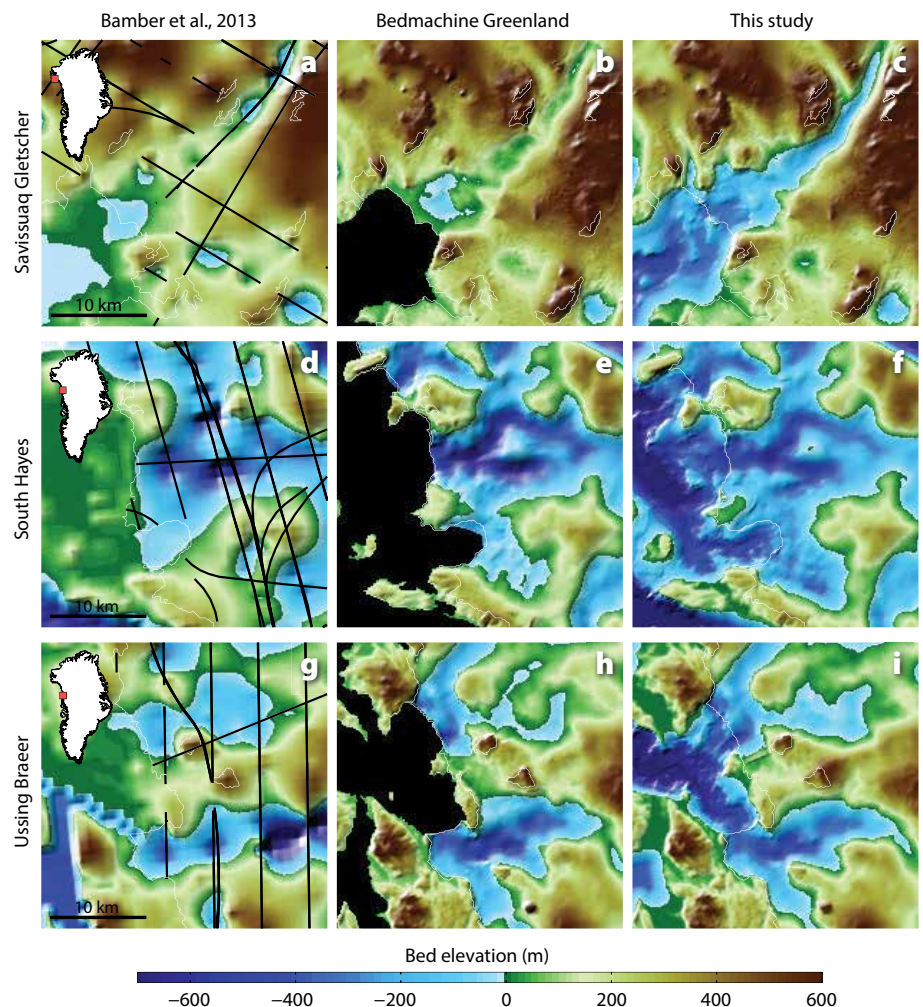 Bamber et al., 2013 Bedmachine Greenland This study
Savissuaq Gletscher
a b c
10 km
South Hayes
d e f
10 km
Ussing Braer
g h i
10 km
Bed elevation (m)
−600 −400 −200 0 200 400 600